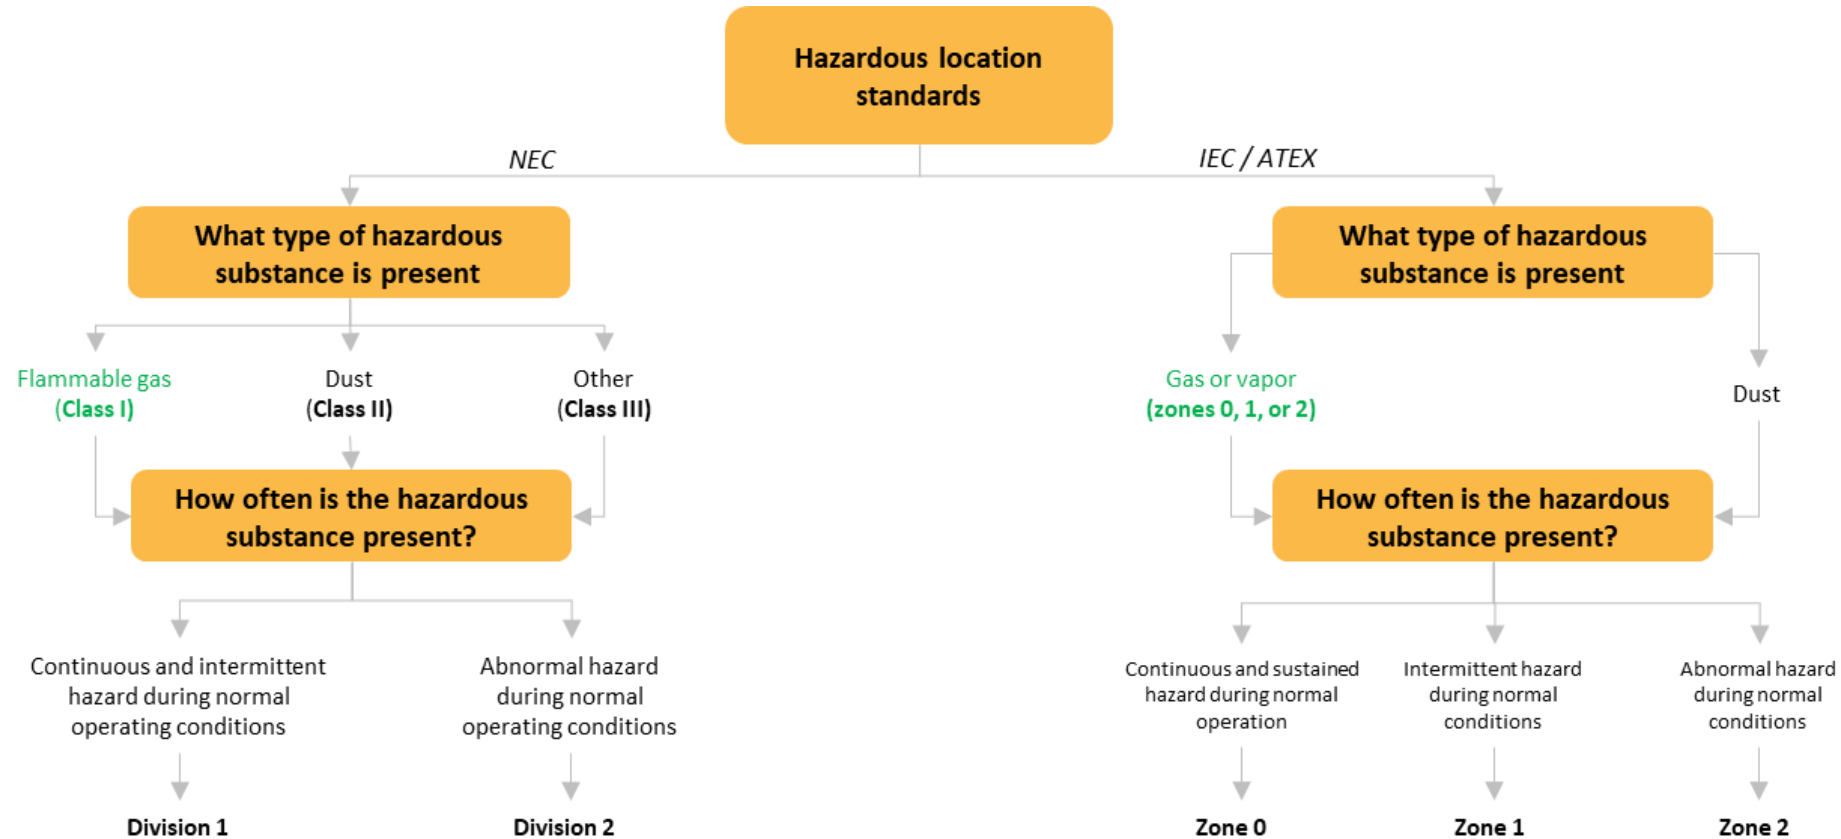 Hazardous location
standards
NEC
IEC / ATEX
What type of hazardous
substance is present
What type of hazardous
substance is present
Flammable gas
(Class I)
Dust
(Class II)
Other
(Class III)
Gas or vapor
(zones 0, 1, or 2)
Dust
How often is the hazardous
substance present?
How often is the hazardous
substance present?
Continuous and intermittent
hazard during normal
operating conditions
Abnormal hazard
during normal
operating conditions
Continuous and sustained
hazard during normal
operation
Intermittent hazard
during normal
conditions
Abnormal hazard
during normal
conditions
Division 1
Division 2
Zone 0
Zone 1
Zone 2